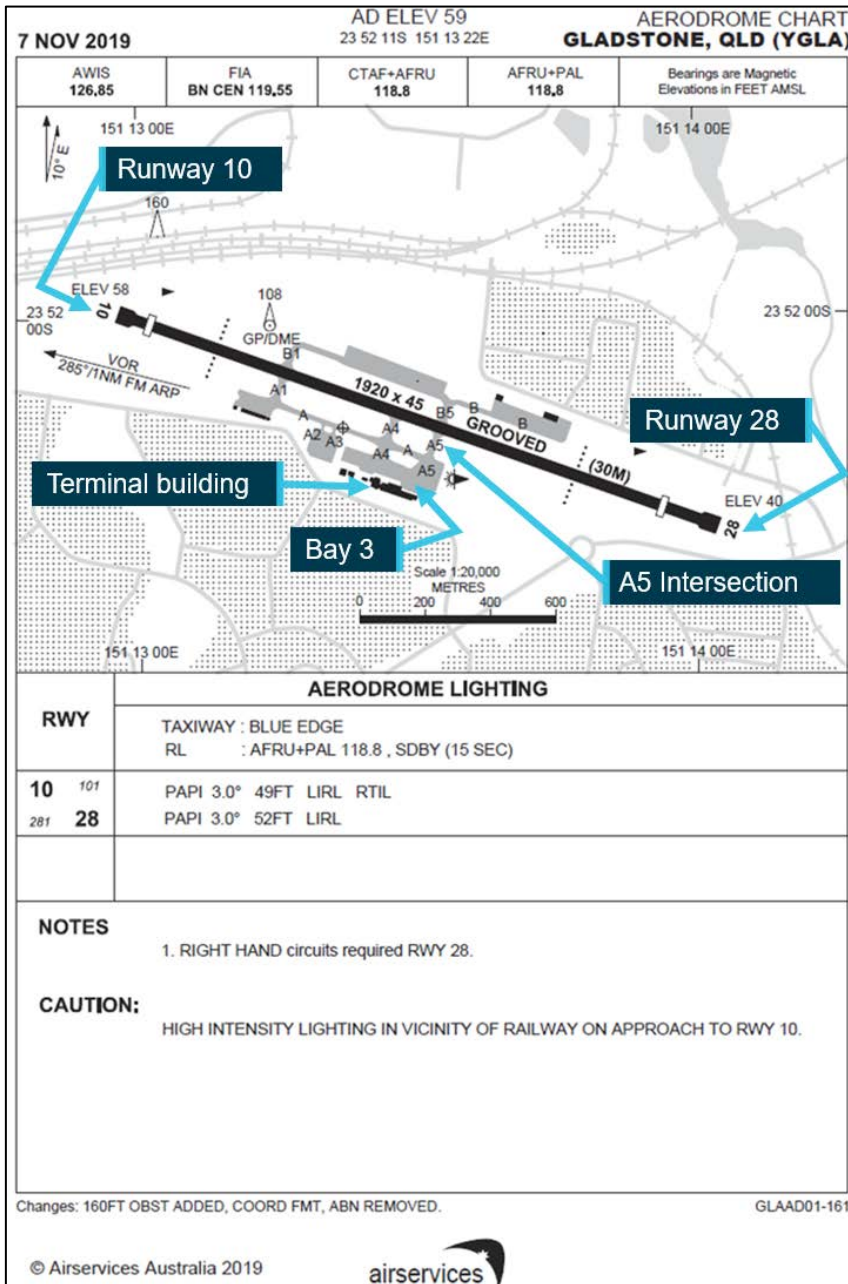 AD ELEV 59
AERODROME CHART
7 NOV 2019
23 52 11S 151 13 22E
GLADSTONE, QLD (YGLA)
AWIS
126.85
FIA
BN CEN 119.55
CTAF+AFRU
118.8
AFRU+PAL
118.8
Bearings are Magnetic
Elevations in FEET AMSL
151 13 00E
151 14 00E
10° E
Runway 10
160
ELEV 58
10
108
23 52
00S
23 52 00S
GP/DME
VOR
285°/1NM FM ARP
B1
A1
1920 x 45
GROOVED
B5
B
B
A
A2
A3
A4
A4
A
A5
A5
Runway 28
(30M)
ELEV 40
28
Terminal building
Bay 3
A5 Intersection
Scale 1:20,000
METRES
0 200 400 600
151 13 00E
151 14 00E
AERODROME LIGHTING
RWY
TAXIWAY : BLUE EDGE
RL : AFRU+PAL 118.8 , SDBY (15 SEC)
10 101 PAPI 3.0° 49FT LIRL RTIL
281 28 PAPI 3.0° 52FT LIRL
NOTES
1. RIGHT HAND circuits required RWY 28.
CAUTION:
HIGH INTENSITY LIGHTING IN VICINITY OF RAILWAY ON APPROACH TO RWY 10.
Changes: 160FT OBST ADDED, COORD FMT, ABN REMOVED.
GLAAD01-161
© Airservices Australia 2019
airservices